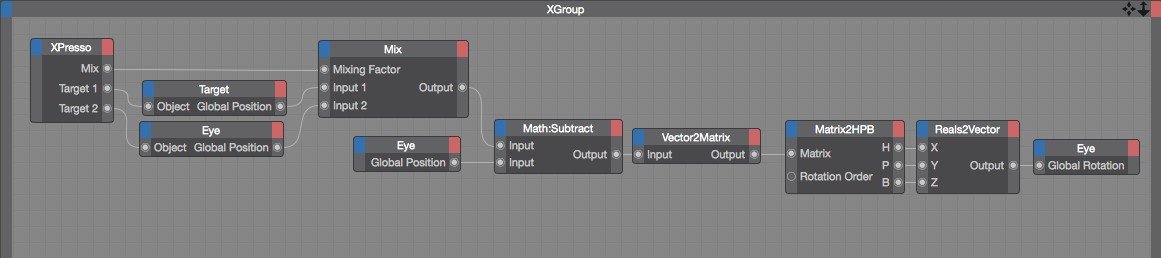 XGroup
XPresso
Mix
Target 1
Target 2
Target
Object Global Position
Eye
Object Global Position
Mix
Mixing Factor
Input 1 Output
Input 2
Eye
Global Position
Math:Subtract
Input
Input
Output
Vector2Matrix
Input Output
Matrix2HPB
H
Matrix
P
Rotation Order
B
Reals2Vector
X
Y Output
Z
Eye
Global Rotation